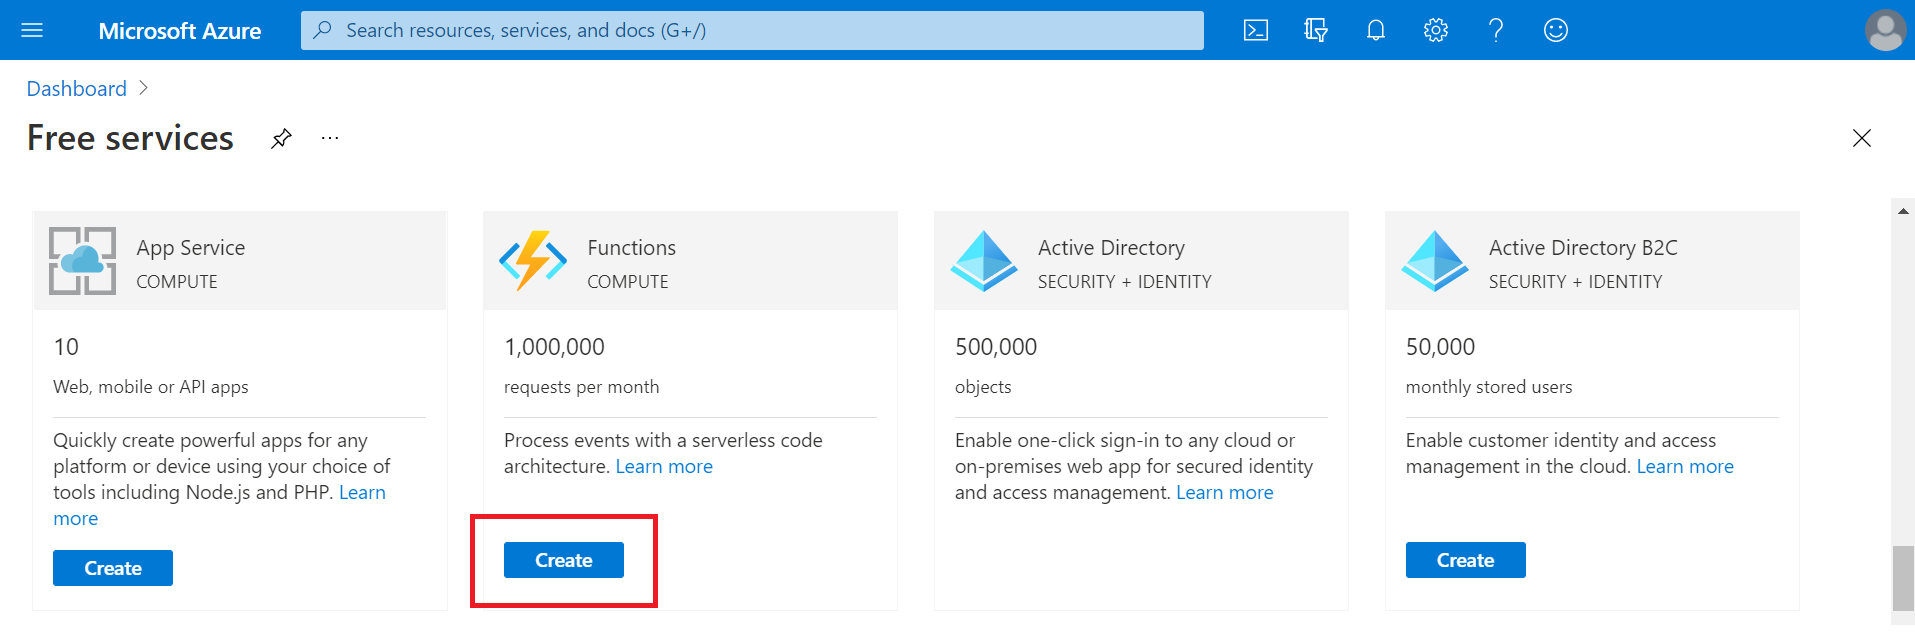 Microsoft Azure
Search resources, services, and docs (G+/)
Dashboard
Free services
App Service
COMPUTE
10
Web, mobile or API apps
Quickly create powerful apps for any
platform or device using your choice of
tools including Node.js and PHP. Learn
more
Create
Functions
COMPUTE
1,000,000
requests per month
Process events with a serverless code
architecture. Learn more
Create
Active Directory
SECURITY + IDENTITY
500,000
objects
Enable one-click sign-in to any cloud or
on-premises web app for secured identity
and access management. Learn more
Active Directory B2C
SECURITY + IDENTITY
50,000
monthly stored users
Enable customer identity and access
management in the cloud. Learn more
Create